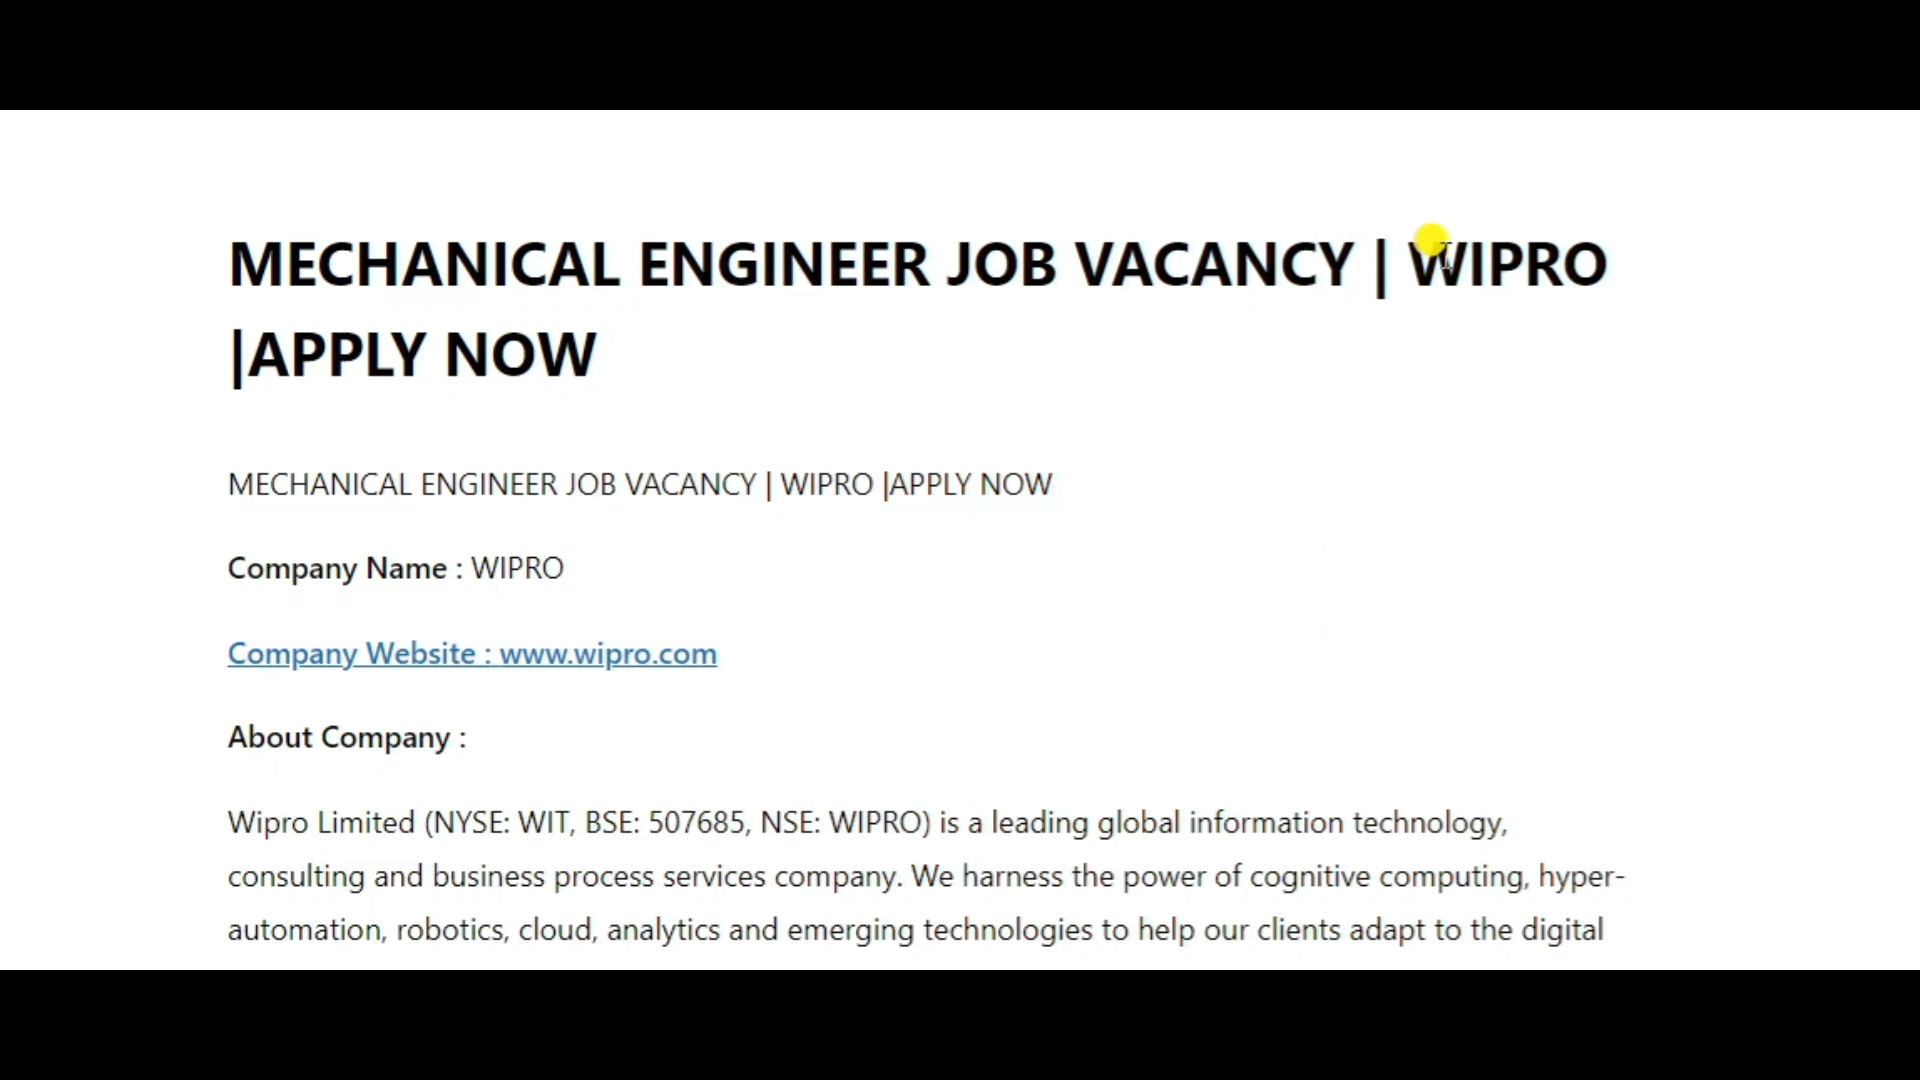 MECHANICAL ENGINEER JOB VACANCY | WIPRO
|APPLY NOW
MECHANICAL ENGINEER JOB VACANCY | WIPRO |APPLY NOW
Company Name : WIPRO
Company Website : www.wipro.com
About Company :
Wipro Limited (NYSE: WIT, BSE: 507685, NSE: WIPRO) is a leading global information technology,
consulting and business process services company. We harness the power of cognitive computing, hyper-
automation, robotics, cloud, analytics and emerging technologies to help our clients adapt to the digital